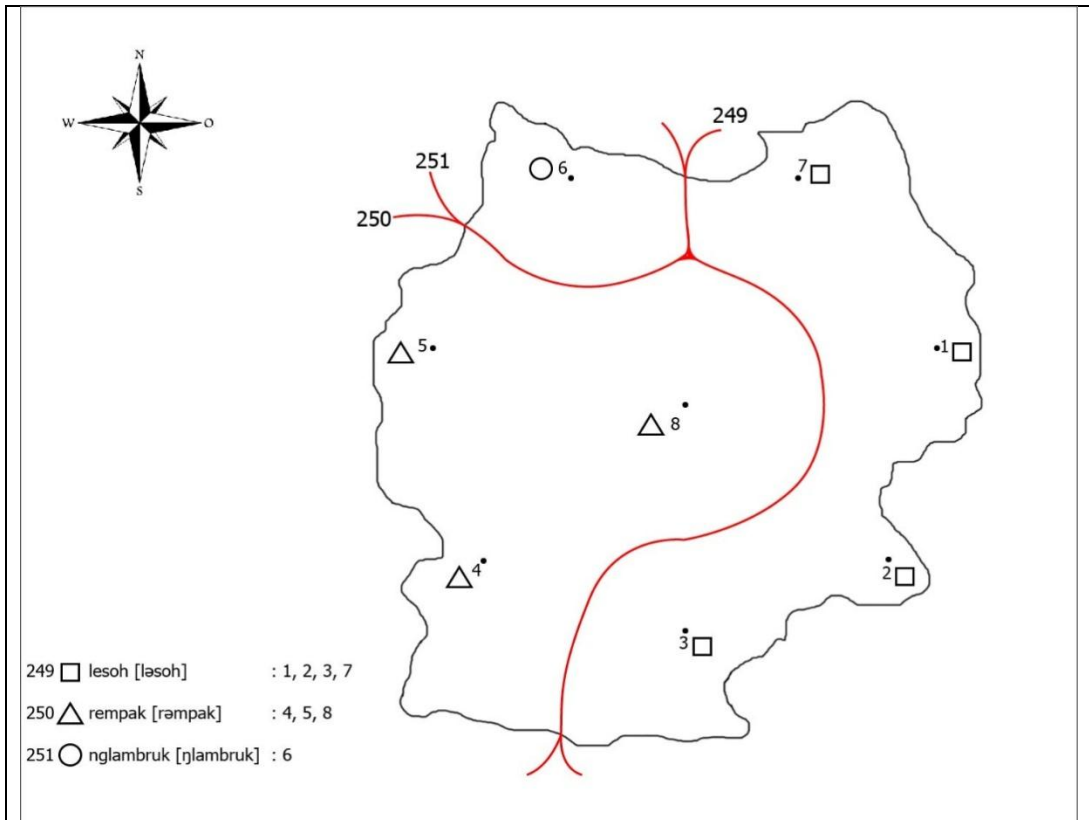 N
W
O
S
249
251
250
6
7
5
1
8
4
2
3
249 lesoh [ləsoh] : 1, 2, 3, 7
250 rempak [rəmpak] : 4, 5, 8
251 nglambruk [ŋlambruk] : 6